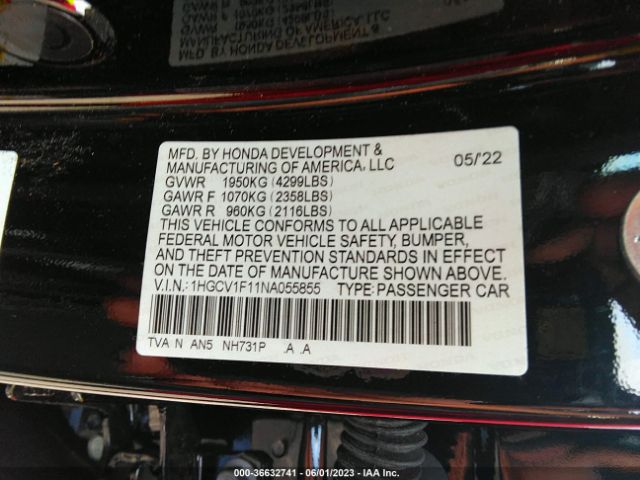 MFD. BY HONDA DEVELOPMENT &
MANUFACTURING OF AMERICA, LLC 05/'22
GVWR 1950KG (4299LBS)
GAWR F 1070KG (2358LBS)
GAWR R 960KG (2116LBS)
THIS VEHICLE CONFORMS TO ALL APPLICABLE
FEDERAL MOTOR VEHICLE SAFETY, BUMPER,
AND THEFT PREVENTION STANDARDS IN EFFECT
ON THE DATE OF MANUFACTURE SHOWN ABOVE.
V.I.N.: 1HGCV1F11NA055855 TYPE: PASSENGER CAR
TVA N AN5 NH731P .A .A
000-36632741 - 06/01/2023 - IAA Inc.